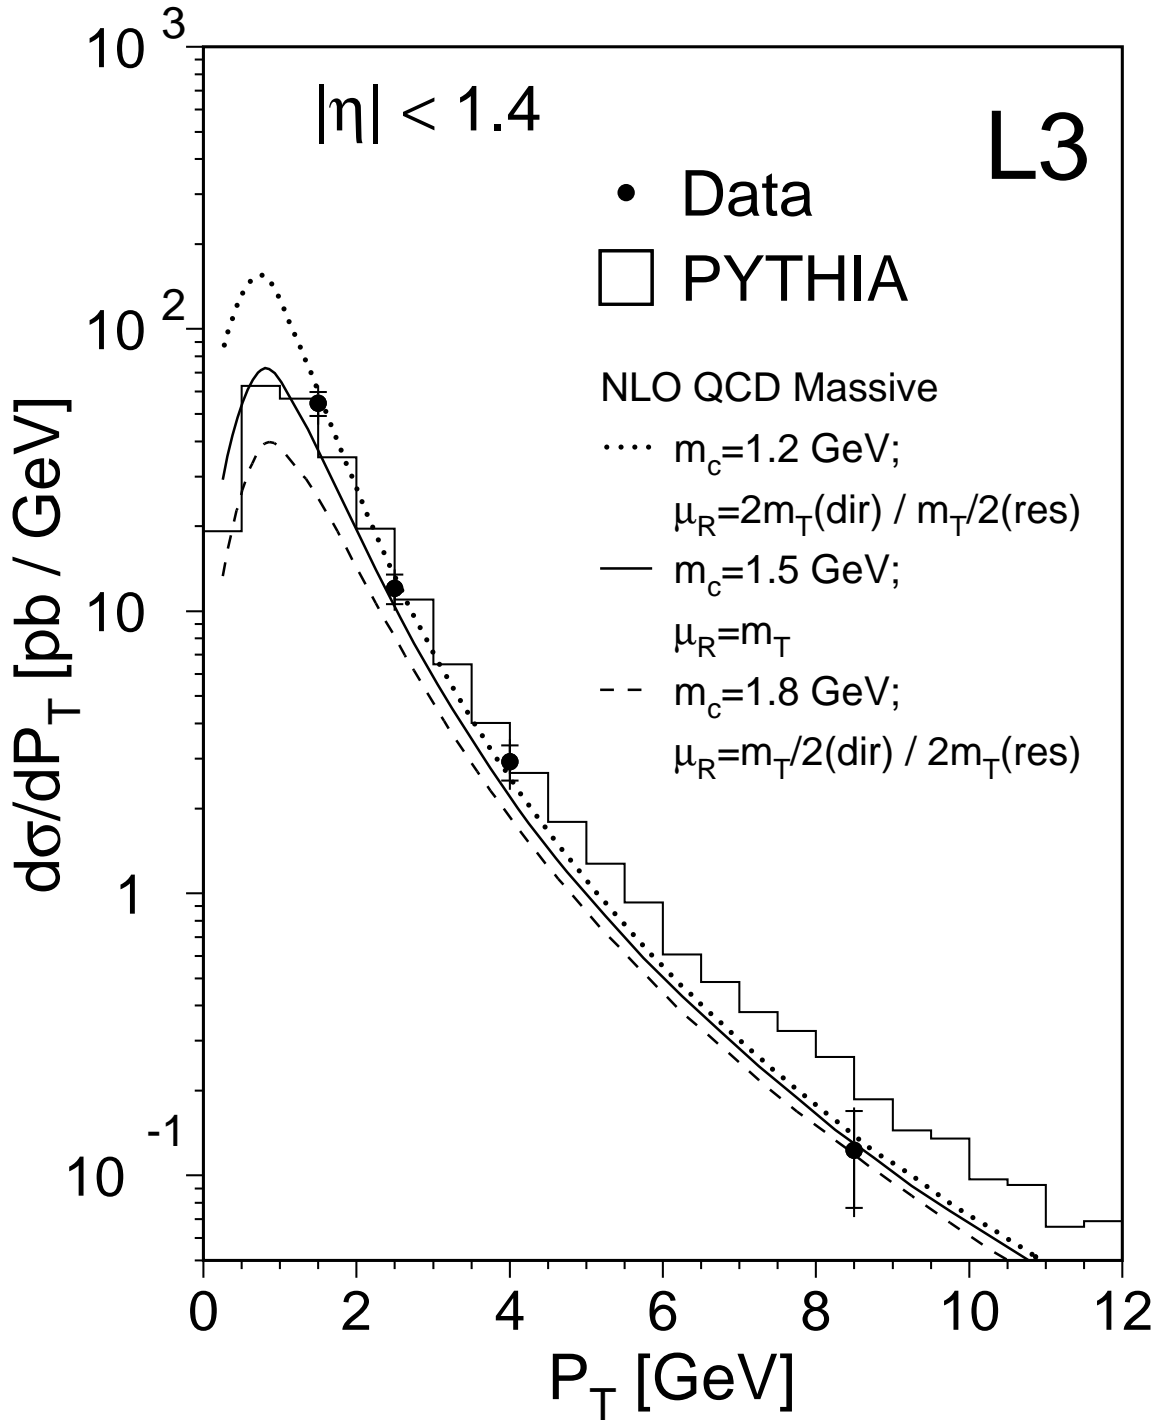 |η| < 1.4
L3
Data
PYTHIA
NLO QCD Massive
m_c=1.2 GeV;
μ_R=2m_T(dir) / m_T/2(res)
m_c=1.5 GeV;
μ_R=m_T
m_c=1.8 GeV;
μ_R=m_T/2(dir) / 2m_T(res)
dσ/dP_T [pb / GeV]
10^3
10^2
10
1
10^-1
0 2 4 6 8 10 12
P_T [GeV]